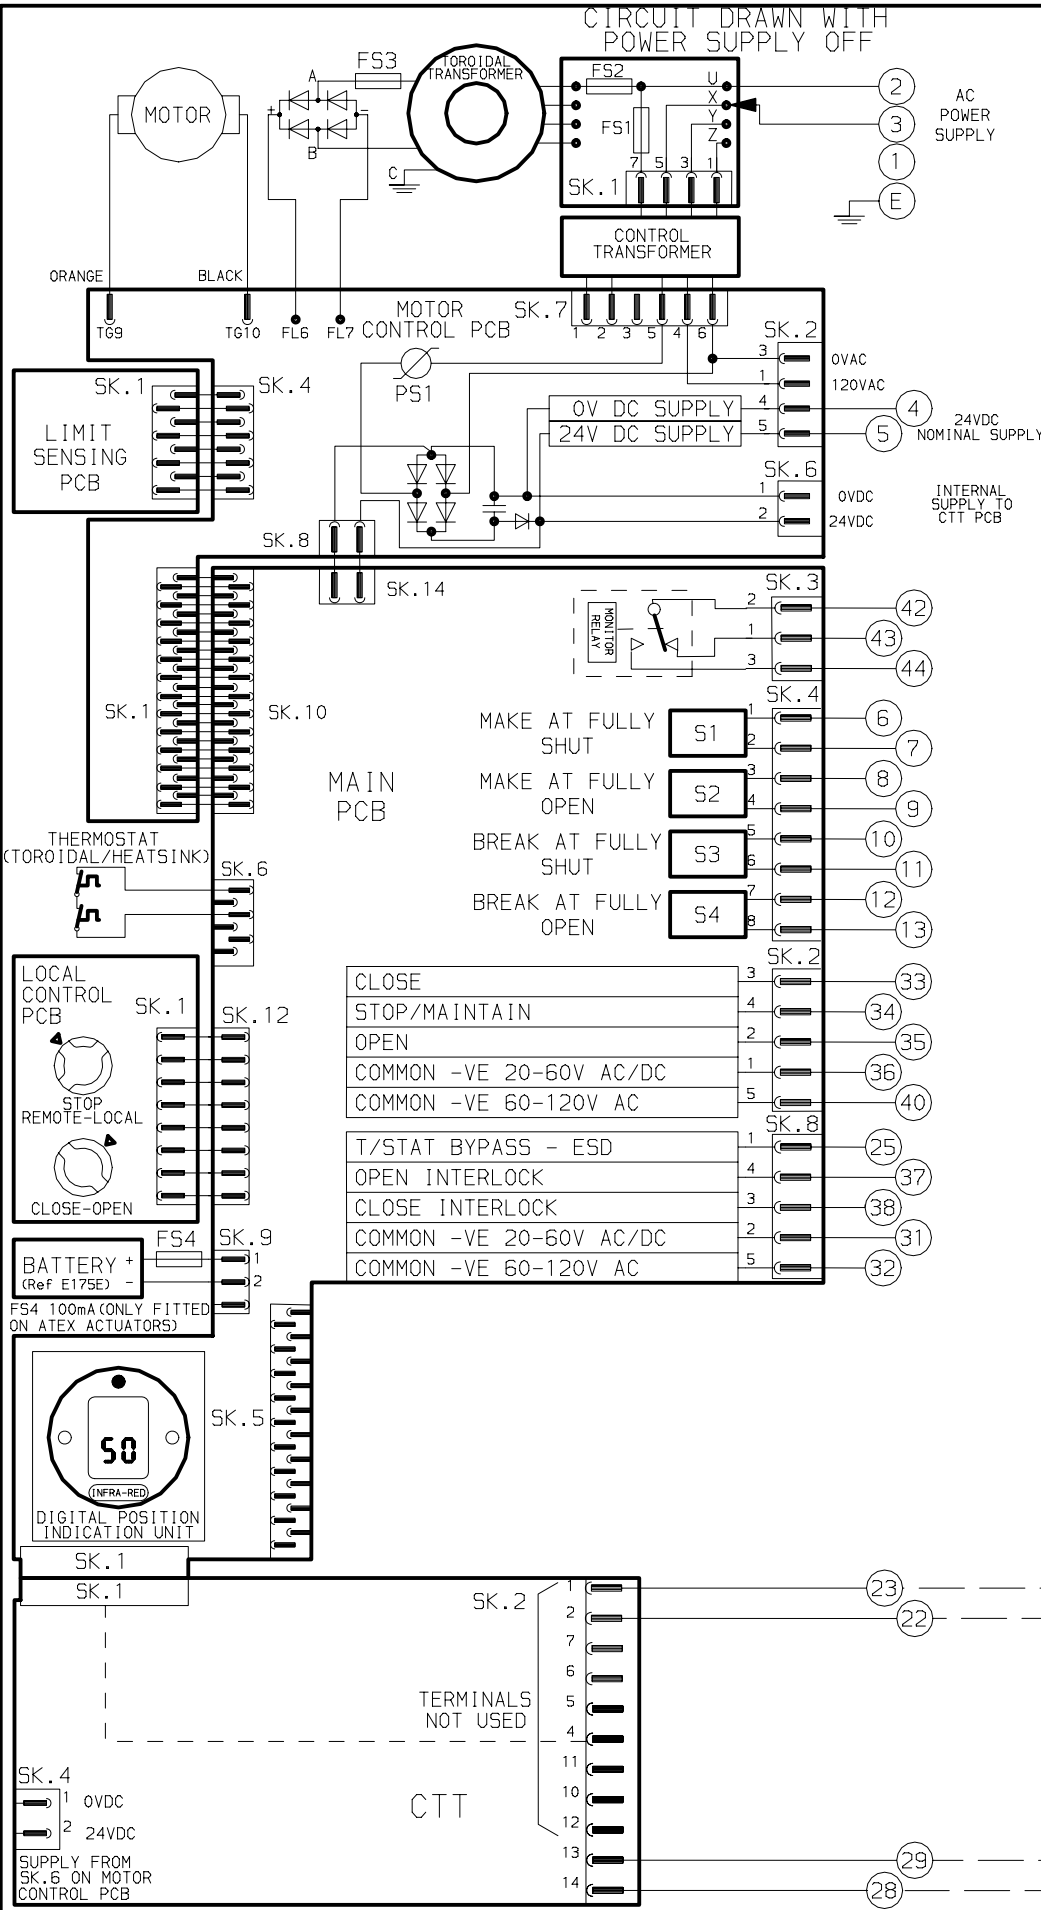 CIRCUIT DRAWN WITH
POWER SUPPLY OFF
MOTOR
A
FS3
+
-
B
C
TOROIDAL
TRANSFORMER
FS2
FS1
U
X
Y
Z
7 5 3 1
SK.1
2
3
1
E
AC
POWER
SUPPLY
CONTROL
TRANSFORMER
ORANGE
BLACK
TG9
TG10
FL6
FL7
MOTOR
CONTROL PCB
SK.7
1 2 3 5 4 6
PS1
SK.2
3 0VAC
1 120VAC
0V DC SUPPLY 4 4
24V DC SUPPLY 5 5
24VDC
NOMINAL SUPPLY
SK.6
1 0VDC
2 24VDC
INTERNAL
SUPPLY TO
CTT PCB
SK.1
SK.4
LIMIT
SENSING
PCB
SK.8
SK.14
SK.1
SK.10
MAIN
PCB
MONITOR
RELAY
SK.3
2 42
1 43
3 44
SK.4
MAKE AT FULLY
SHUT
S1
1 6
2 7
MAKE AT FULLY
OPEN
S2
3 8
4 9
BREAK AT FULLY
SHUT
S3
5 10
6 11
BREAK AT FULLY
OPEN
S4
7 12
8 13
THERMOSTAT
(TOROIDAL/HEATSINK)
SK.6
LOCAL
CONTROL
PCB
SK.1
SK.12
STOP
REMOTE-LOCAL
CLOSE-OPEN
SK.2
CLOSE 3 33
STOP/MAINTAIN 4 34
OPEN 2 35
COMMON -VE 20-60V AC/DC 1 36
COMMON -VE 60-120V AC 5 40
SK.8
T/STAT BYPASS - ESD 1 25
OPEN INTERLOCK 4 37
CLOSE INTERLOCK 3 38
COMMON -VE 20-60V AC/DC 2 31
COMMON -VE 60-120V AC 5 32
BATTERY +
(Ref E175E) -
FS4
SK.9
1
2
FS4 100mA(ONLY FITTED
ON ATEX ACTUATORS)
50
INFRA-RED
DIGITAL POSITION
INDICATION UNIT
SK.5
SK.1
SK.1
SK.2
1 23
2 22
7
6
5
4
11
10
12
13 29
14 28
TERMINALS
NOT USED
CTT
SK.4
1 0VDC
2 24VDC
SUPPLY FROM
SK.6 ON MOTOR
CONTROL PCB